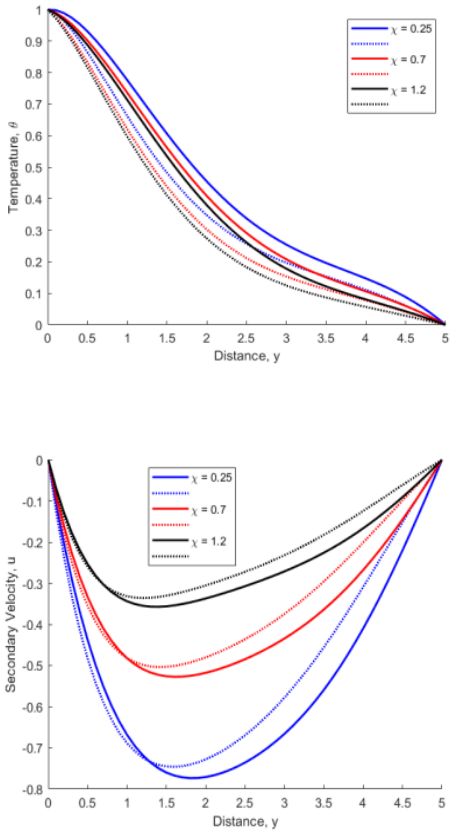 1
0.9
0.8
0.7
0.6
0.5
0.4
0.3
0.2
0.1
0
Temperature, θ
χ = 0.25
χ = 0.7
χ = 1.2
0 0.5 1 1.5 2 2.5 3 3.5 4 4.5 5
Distance, y
0
-0.1
-0.2
-0.3
-0.4
-0.5
-0.6
-0.7
-0.8
Secondary Velocity, u
χ = 0.25
χ = 0.7
χ = 1.2
0 0.5 1 1.5 2 2.5 3 3.5 4 4.5 5
Distance, y